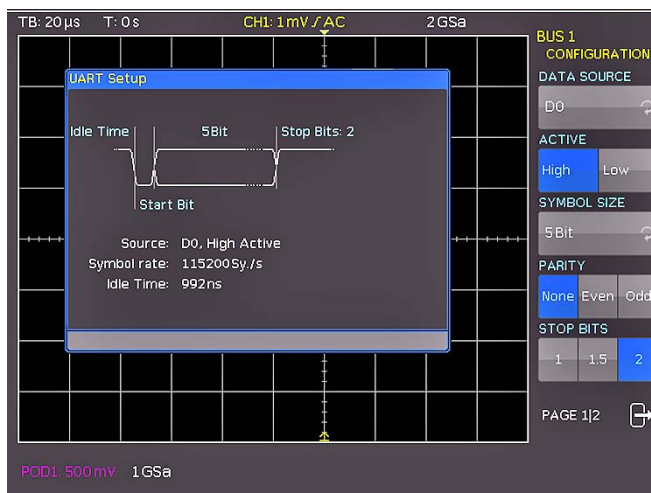 TB: 20µs T: 0s CH1: 1mV AC 2GSa
BUS 1
CONFIGURATION
DATA SOURCE
D0
ACTIVE
High Low
SYMBOL SIZE
5Bit
PARITY
None Even Odd
STOP BITS
1 1.5 2
PAGE 1|2
UART Setup
Idle Time 5Bit Stop Bits: 2
Start Bit
Source: D0, High Active
Symbol rate: 115200Sy./s
Idle Time: 992ns
POD1: 500mV 1GSa